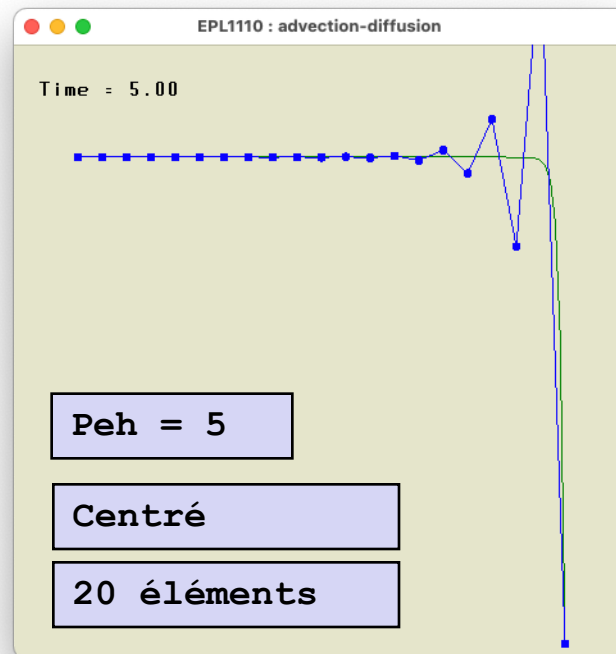 EPL1110 : advection-diffusion
Time = 5.00
Peh = 5
Centré
20 éléments